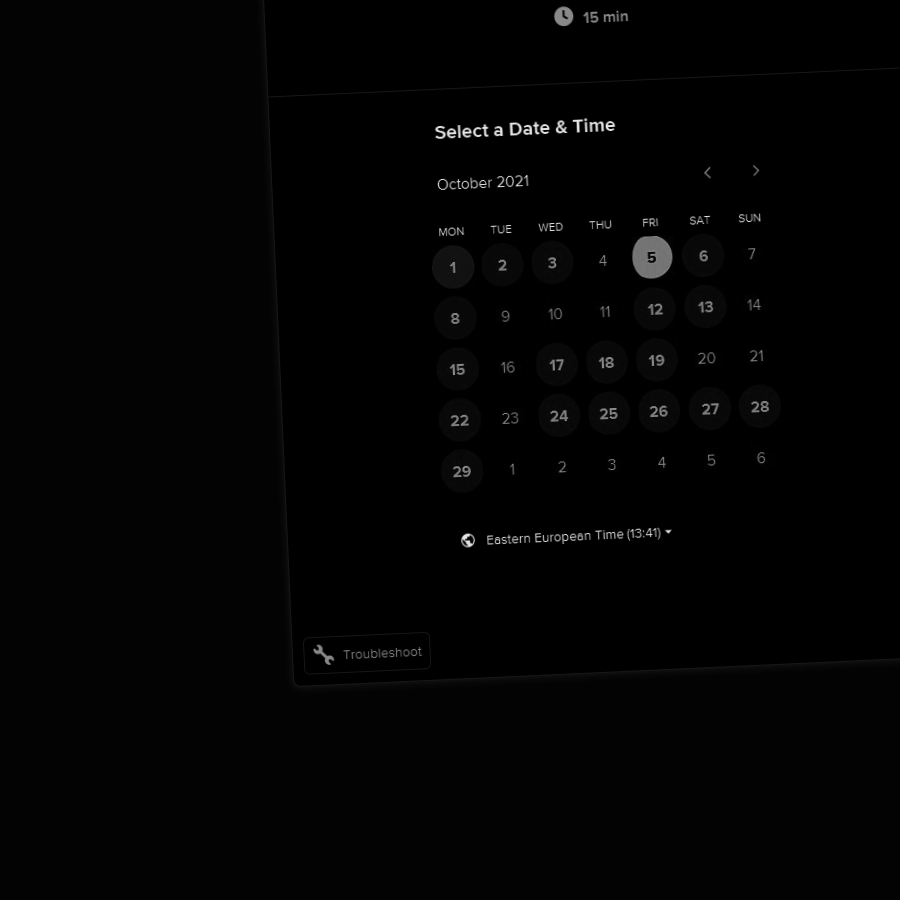 15 min
Select a Date & Time
October 2021
MON TUE WED THU FRI SAT SUN
1 2 3 4 5 6 7
8 9 10 11 12 13 14
15 16 17 18 19 20 21
22 23 24 25 26 27 28
29 1 2 3 4 5 6
Eastern European Time (13:41)
Troubleshoot